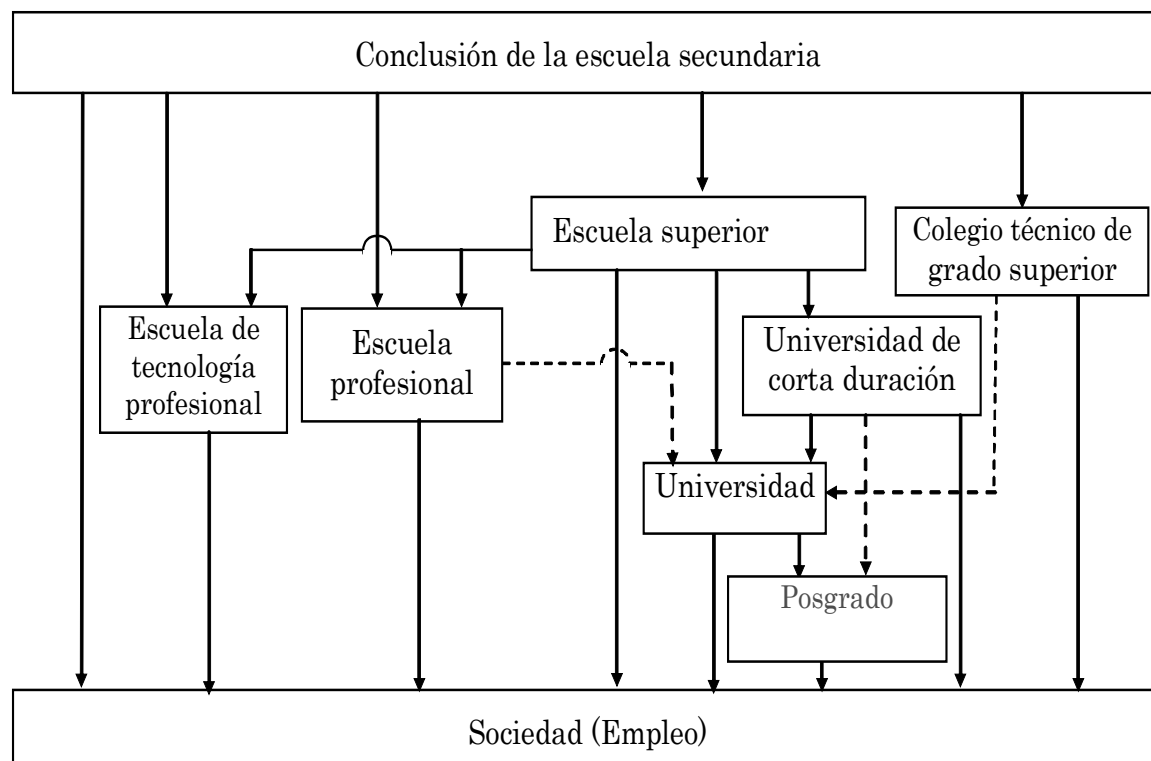 Conclusión de la escuela secundaria
Escuela superior
Colegio técnico de
grado superior
Escuela de
tecnología
profesional
Escuela
profesional
Universidad de
corta duración
Universidad
Posgrado
Sociedad (Empleo)